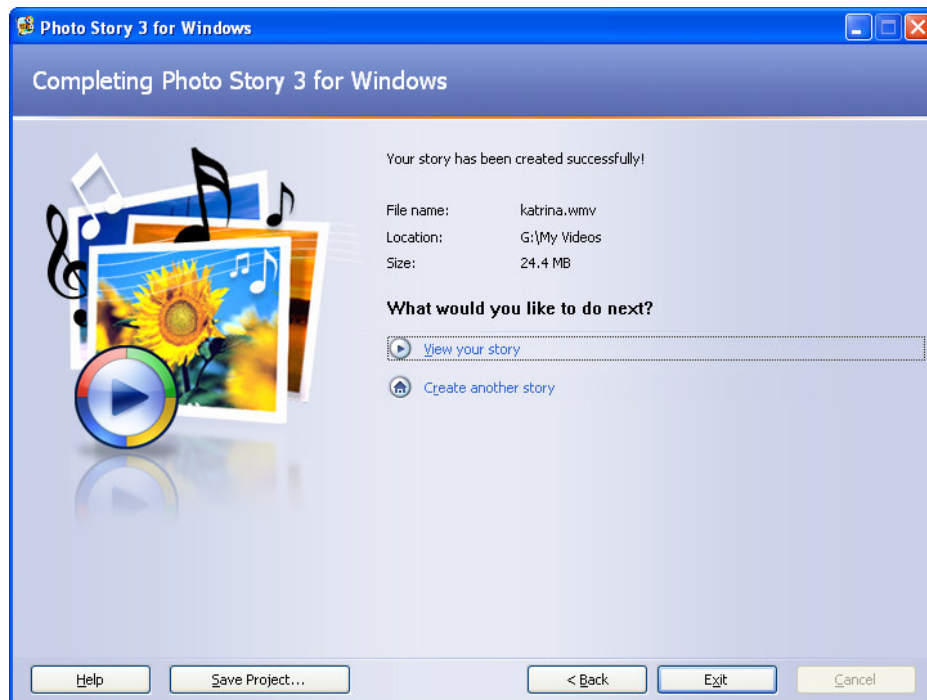 Photo Story 3 for Windows
Completing Photo Story 3 for Windows
Your story has been created successfully!
File name: katrina.wmv
Location: G:\My Videos
Size: 24.4 MB
What would you like to do next?
View your story
Create another story
Help Save Project... < Back Exit Cancel